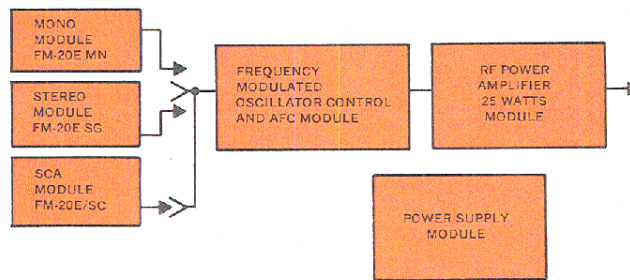 MONO
MODULE
FM-20E MN
STEREO
MODULE
FM-20E SG
SCA
MODULE
FM-20E/SC
FREQUENCY
MODULATED
OSCILLATOR CONTROL
AND AFC MODULE
RF POWER
AMPLIFIER
25 WATTS
MODULE
POWER SUPPLY
MODULE